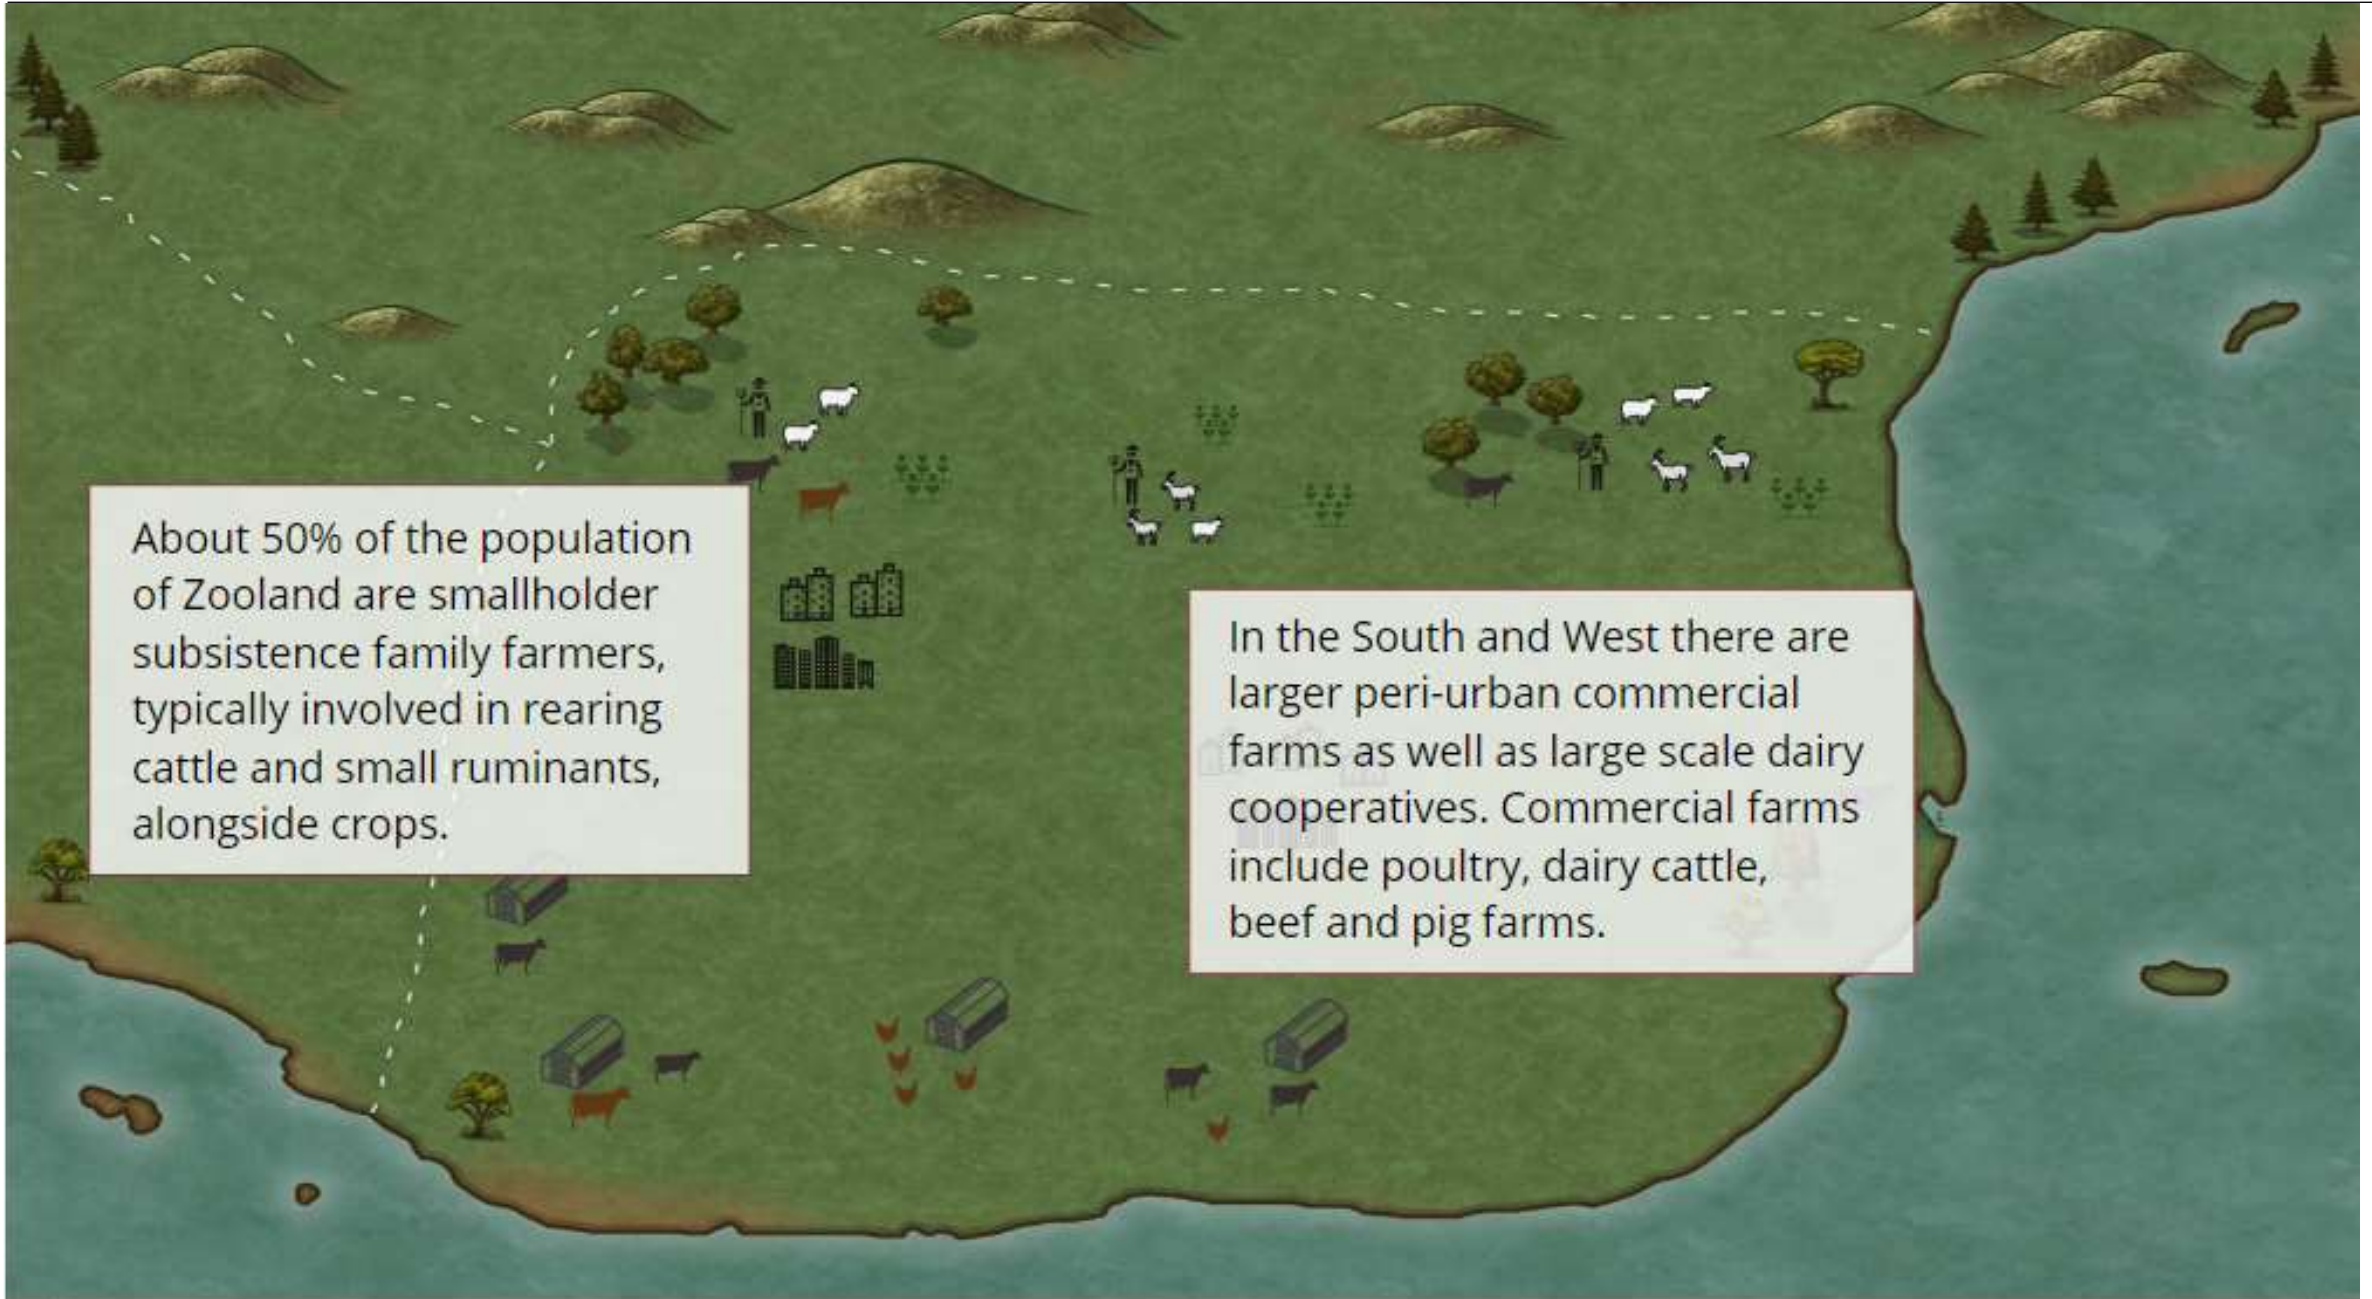 About 50% of the population
of Zooland are smallholder
subsistence family farmers,
typically involved in rearing
cattle and small ruminants,
alongside crops.
In the South and West there are
larger peri-urban commercial
farms as well as large scale dairy
cooperatives. Commercial farms
include poultry, dairy cattle,
beef and pig farms.